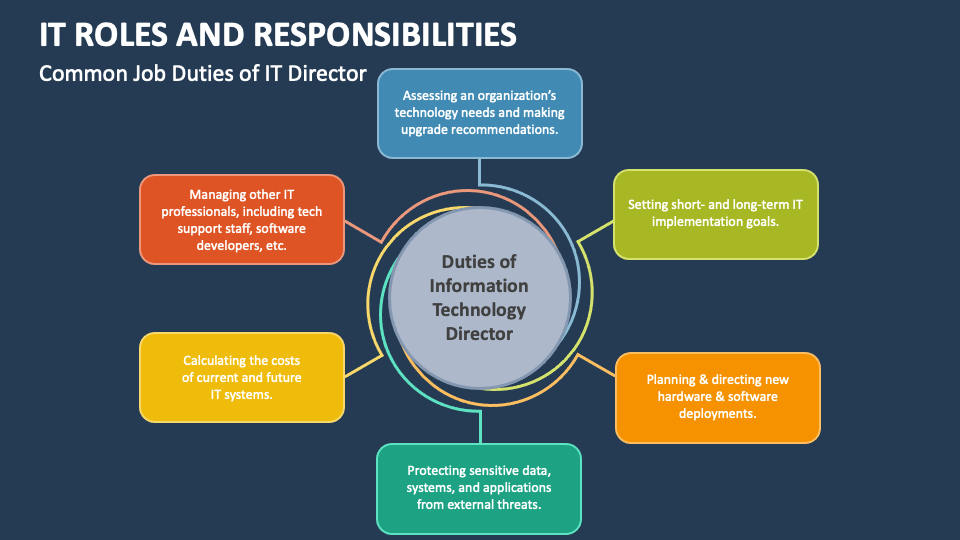 IT ROLES AND RESPONSIBILITIES
Common Job Duties of IT Director
Assessing an organization’s
technology needs and making
upgrade recommendations.
Setting short- and long-term IT
implementation goals.
Planning & directing new
hardware & software
deployments.
Protecting sensitive data,
systems, and applications
from external threats.
Calculating the costs
of current and future
IT systems.
Managing other IT
professionals, including tech
support staff, software
developers, etc.
Duties of
Information
Technology
Director